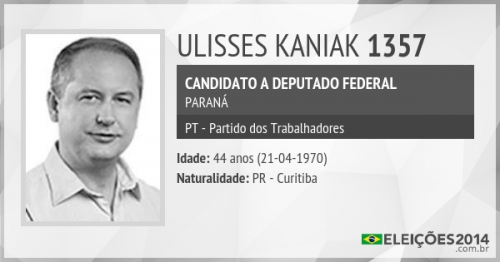 ULISSES KANIAK 1357
CANDIDATO A DEPUTADO FEDERAL
PARANÁ
PT - Partido dos Trabalhadores
Idade: 44 anos (21-04-1970)
Naturalidade: PR - Curitiba
ELEIÇÕES2014
.com.br